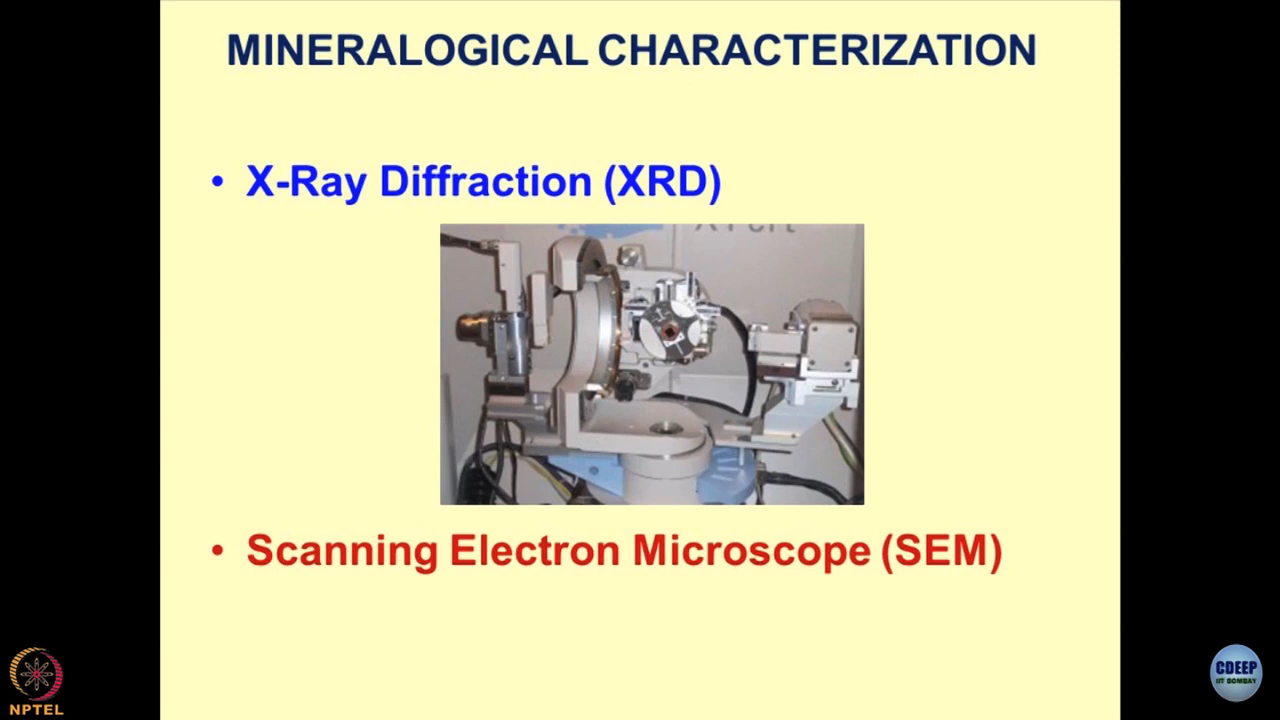 MINERALOGICAL CHARACTERIZATION
• X-Ray Diffraction (XRD)
• Scanning Electron Microscope (SEM)
NPTEL
CDEEP
IIT BOMBAY